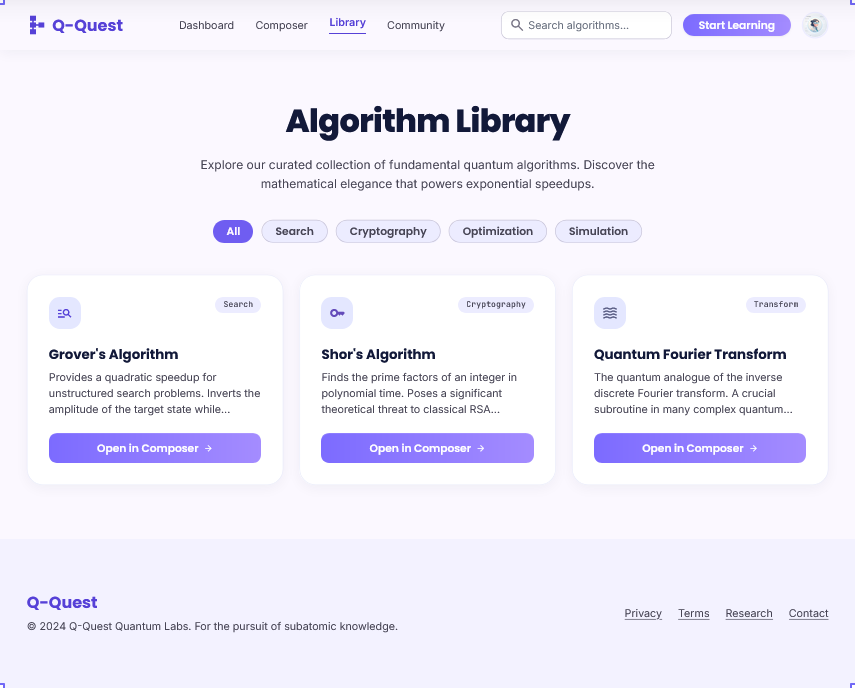 Q-Quest
Dashboard Composer Library Community
Search algorithms...
Start Learning
Algorithm Library
Explore our curated collection of fundamental quantum algorithms. Discover the
mathematical elegance that powers exponential speedups.
All Search Cryptography Optimization Simulation
Search
Grover's Algorithm
Provides a quadratic speedup for
unstructured search problems. Inverts the
amplitude of the target state while...
Open in Composer →
Cryptography
Shor's Algorithm
Finds the prime factors of an integer in
polynomial time. Poses a significant
theoretical threat to classical RSA...
Open in Composer →
Transform
Quantum Fourier Transform
The quantum analogue of the inverse
discrete Fourier transform. A crucial
subroutine in many complex quantum...
Open in Composer →
Q-Quest
© 2024 Q-Quest Quantum Labs. For the pursuit of subatomic knowledge.
Privacy Terms Research Contact